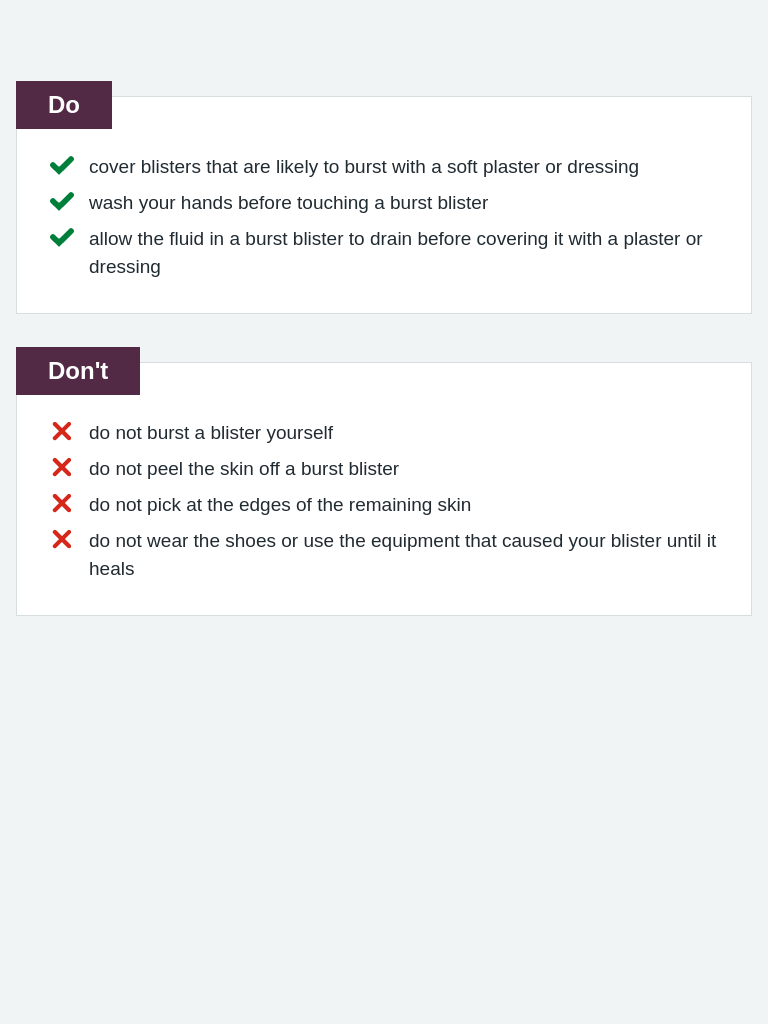 Do
cover blisters that are likely to burst with a soft plaster or dressing
wash your hands before touching a burst blister
allow the fluid in a burst blister to drain before covering it with a plaster or
dressing
Don't
do not burst a blister yourself
do not peel the skin off a burst blister
do not pick at the edges of the remaining skin
do not wear the shoes or use the equipment that caused your blister until it
heals